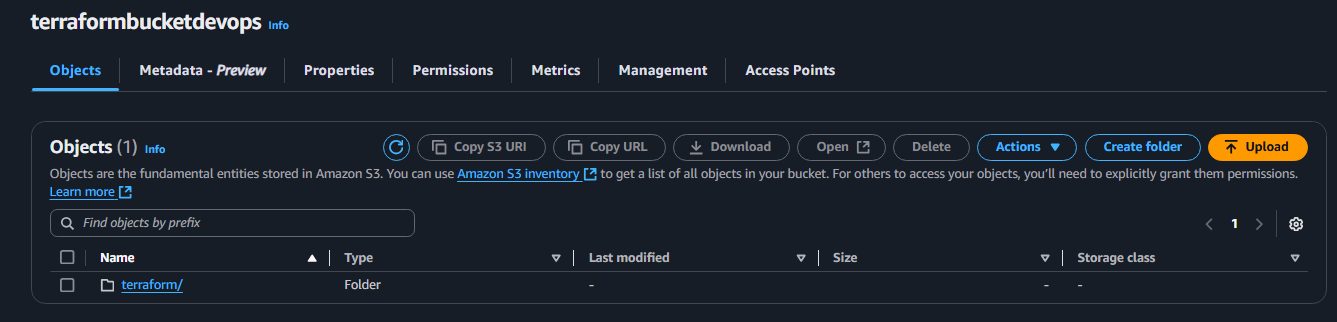 terraformbucketdevops Info
Objects Metadata - Preview Properties Permissions Metrics Management Access Points
Objects (1) Info Copy S3 URI Copy URL Download Open Delete Actions Create folder Upload
Objects are the fundamental entities stored in Amazon S3. You can use Amazon S3 inventory to get a list of all objects in your bucket. For others to access your objects, you'll need to explicitly grant them permissions.
Learn more
Find objects by prefix 1
Name Type Last modified Size Storage class
terraform/ Folder - - -